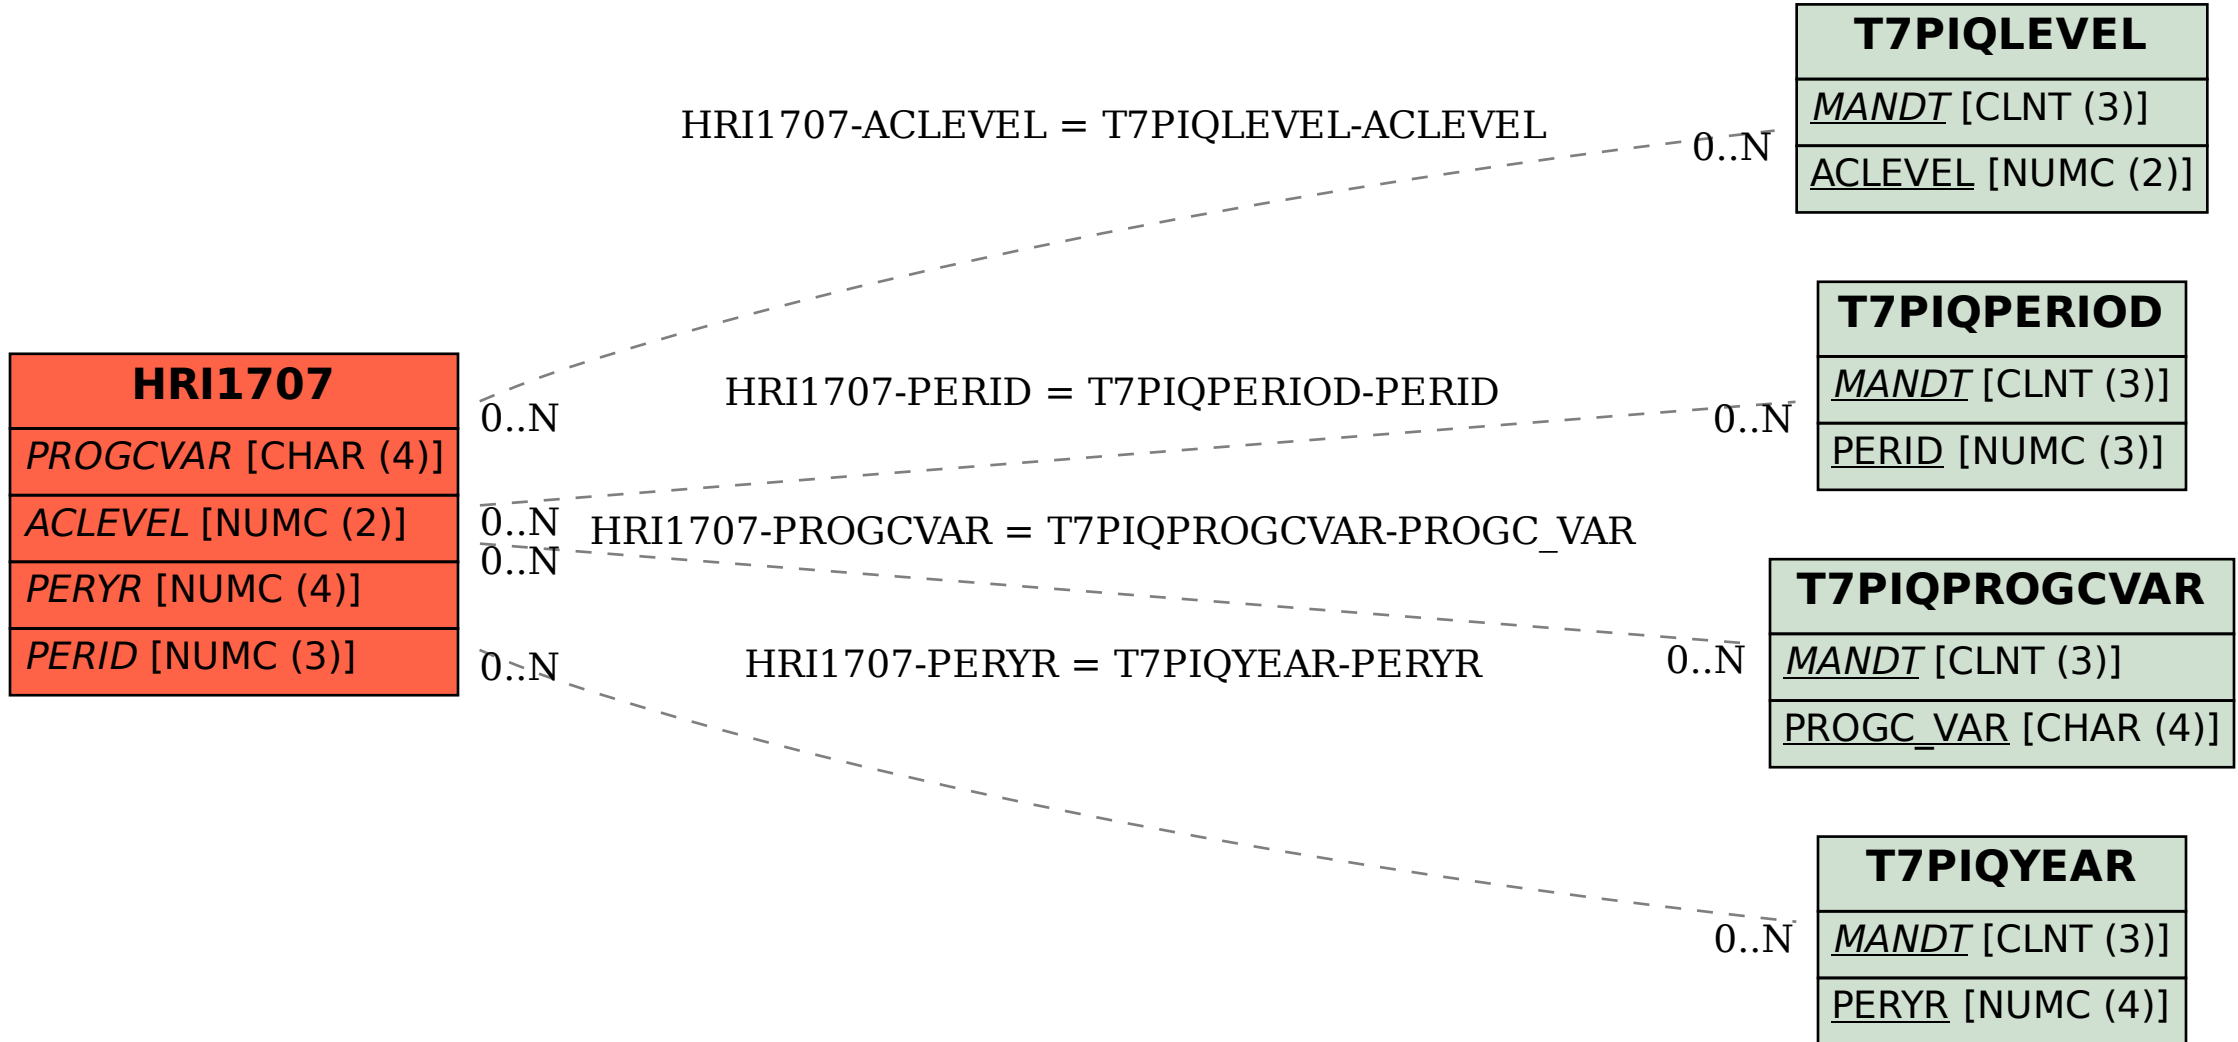 T7PIQLEVEL
MANDT [CLNT (3)]
ACLEVEL [NUMC (2)]
HRI1707-ACLEVEL = T7PIQLEVEL-ACLEVEL
0..N
T7PIQPERIOD
MANDT [CLNT (3)]
PERID [NUMC (3)]
HRI1707
PROGCVAR [CHAR (4)]
ACLEVEL [NUMC (2)]
PERYR [NUMC (4)]
PERID [NUMC (3)]
0..N
HRI1707-PERID = T7PIQPERIOD-PERID
0..N
0..N
HRI1707-PROGCVAR = T7PIQPROGCVAR-PROGC_VAR
0..N
T7PIQPROGCVAR
MANDT [CLNT (3)]
PROGC_VAR [CHAR (4)]
0..N
HRI1707-PERYR = T7PIQYEAR-PERYR
0..N
T7PIQYEAR
MANDT [CLNT (3)]
PERYR [NUMC (4)]
0..N